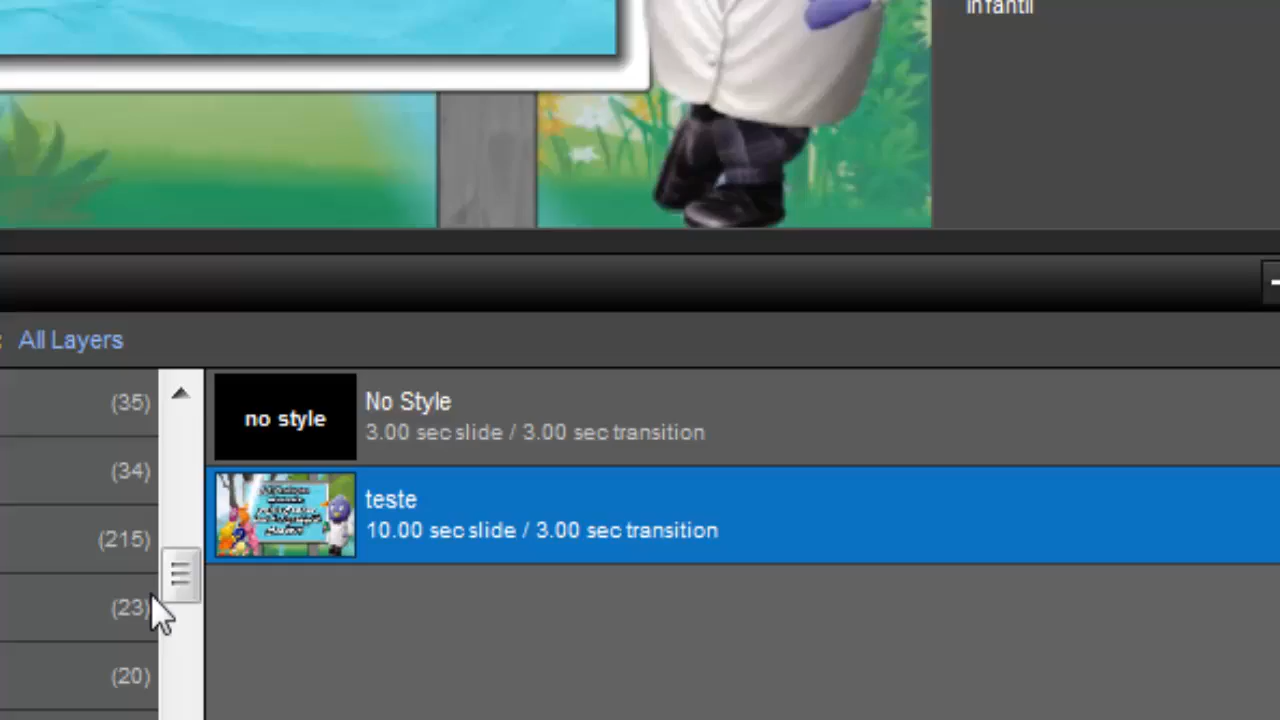 Infantil
All Layers
(35)
no style
No Style
3.00 sec slide / 3.00 sec transition
(34)
teste
10.00 sec slide / 3.00 sec transition
(215)
(23)
(20)